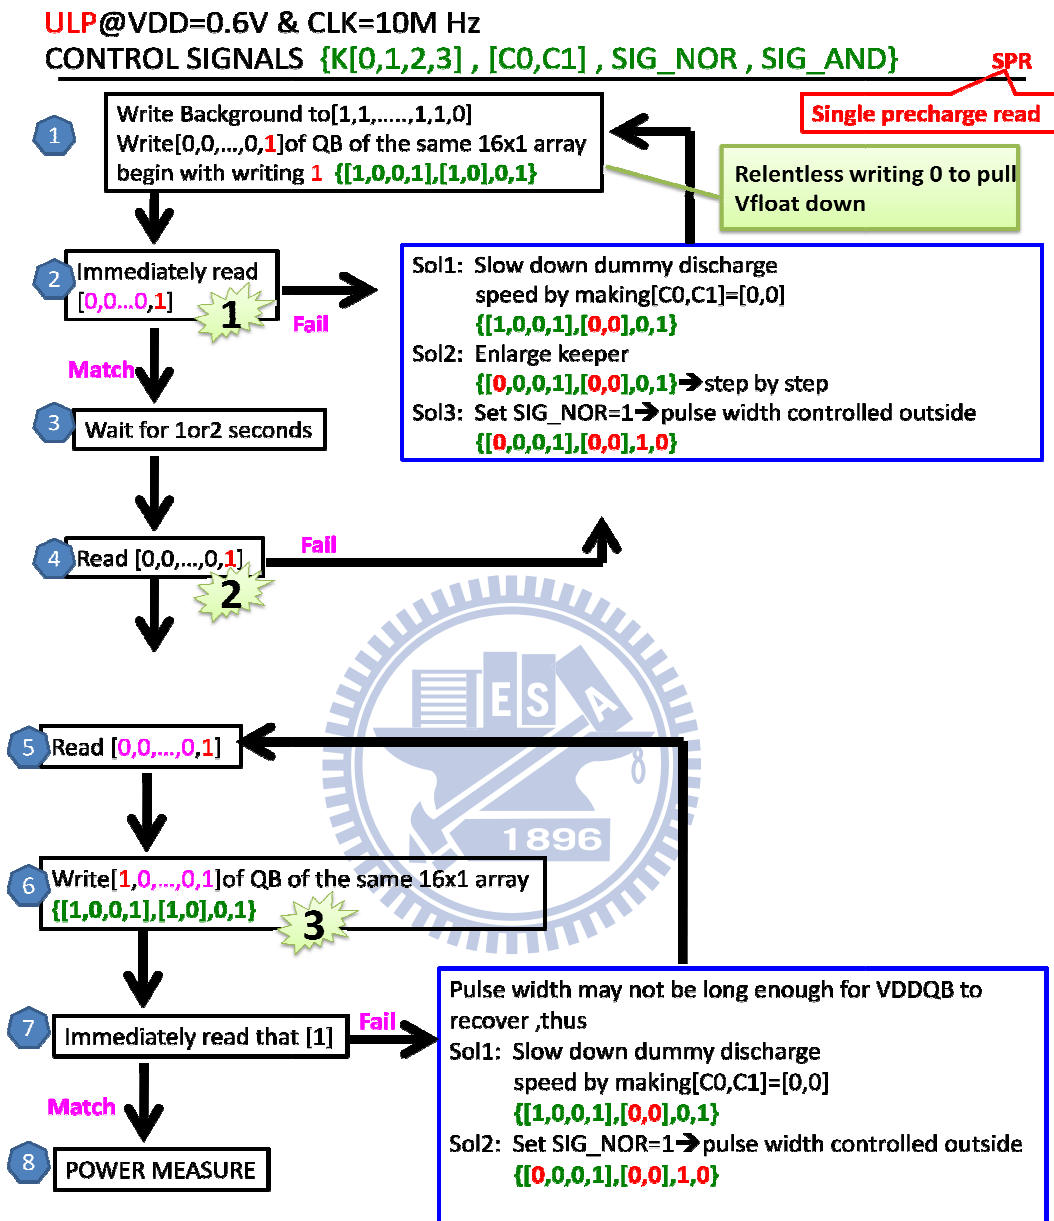 ULP@VDD=0.6V & CLK=10M Hz
CONTROL SIGNALS {K[0,1,2,3] , [C0,C1] , SIG_NOR , SIG_AND}
SPR
Single precharge read
1
Write Background to[1,1,.....,1,1,0]
Write[0,0,...,0,1]of QB of the same 16x1 array
begin with writing 1 {[1,0,0,1],[1,0],0,1}
Relentless writing 0 to pull
Vfloat down
2
Immediately read
[0,0...0,1]
1
Fail
Match
Sol1: Slow down dummy discharge
speed by making[C0,C1]=[0,0]
{[1,0,0,1],[0,0],0,1}
Sol2: Enlarge keeper
{[0,0,0,1],[0,0],0,1}➔step by step
Sol3: Set SIG_NOR=1➔pulse width controlled outside
{[0,0,0,1],[0,0],1,0}
3
Wait for 1or2 seconds
4
Read [0,0,...,0,1]
2
Fail
ESA
1896
5
Read [0,0,...,0,1]
6
Write[1,0,...,0,1]of QB of the same 16x1 array
{[1,0,0,1],[1,0],0,1}
3
7
Immediately read that [1]
Fail
Match
Pulse width may not be long enough for VDDQB to
recover ,thus
Sol1: Slow down dummy discharge
speed by making[C0,C1]=[0,0]
{[1,0,0,1],[0,0],0,1}
Sol2: Set SIG_NOR=1➔pulse width controlled outside
{[0,0,0,1],[0,0],1,0}
8
POWER MEASURE